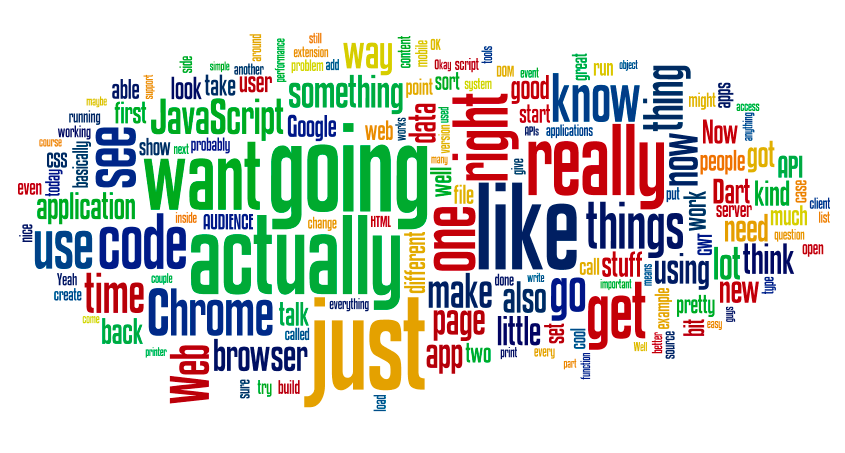 side
simple
another
around
performance
still
extension
problem
add
way
content
mobile
OK
Okay
script
tools
DOM
event
great
run
object
maybe
able
support
look
take
user
something
point
sort
system
good
know
thing
might
apps
access
anything
running
first
JavaScript
Google
web
works
data
version
used
right
start
APIs
applications
working
course
css
basically
see
show
next
probably
want
going
many
well
give
really
now
Now
people
got
API
even
today
application
inside
AUDIENCE
change
HTML
file
one
like
put
work
Dart
server
kind
case
much
client
list
nice
use
code
actually
different
things
GWT
need
question
open
Yeah
create
couple
time
Chrome
talk
everything
make
done
write
also
go
call
stuff
important
means
using
lot
think
type
new
come
back
called
just
page
little
set
cool
get
example
pretty
bit
easy
guys
printer
Web
browser
app
two
print
every
part
function
Well
better
source
sure
try
build
load